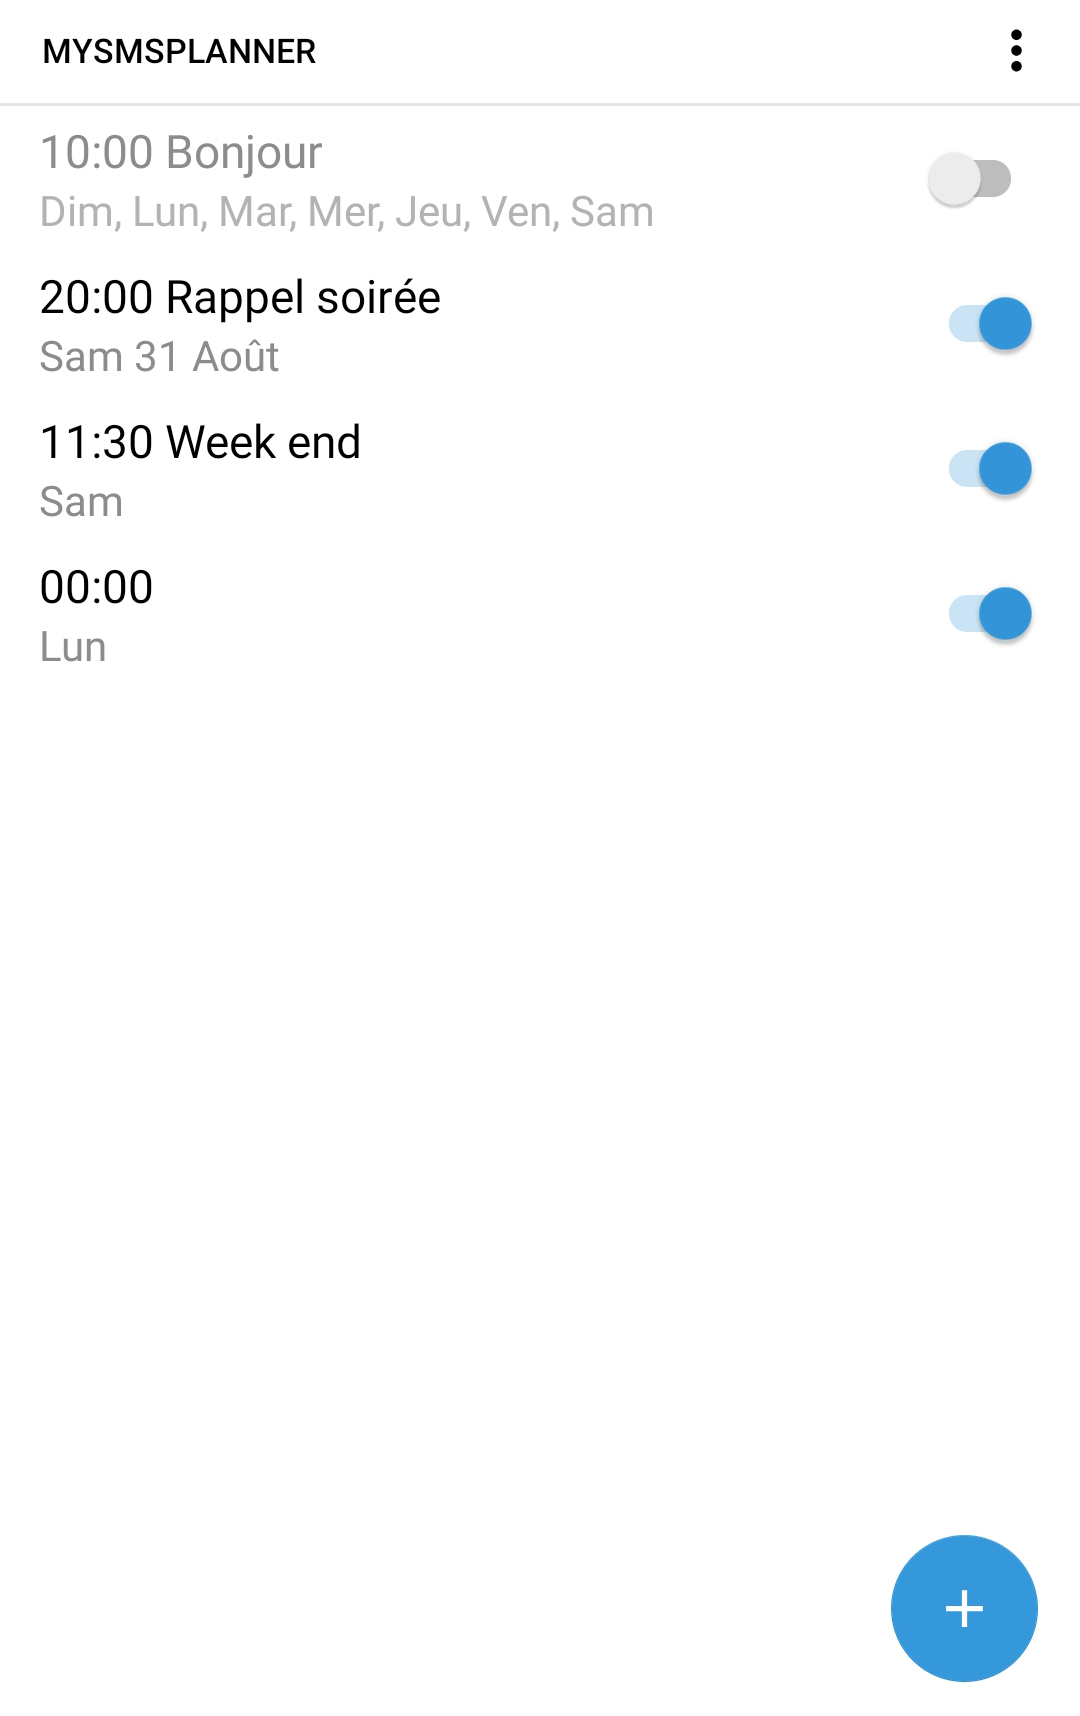 MYSMSPLANNER
10:00 Bonjour
Dim, Lun, Mar, Mer, Jeu, Ven, Sam
20:00 Rappel soirée
Sam 31 Août
11:30 Week end
Sam
00:00
Lun